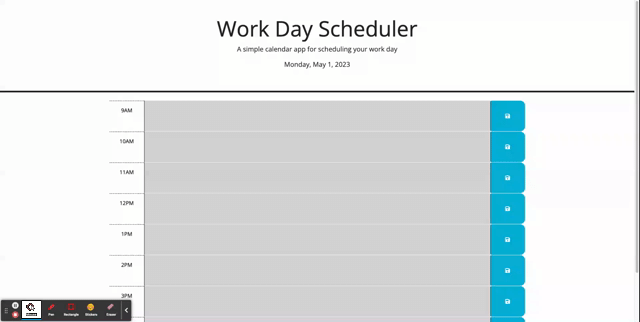 Work Day Scheduler
A simple calendar app for scheduling your work day
Monday, May 1, 2023
9AM
10AM
11AM
12PM
1PM
2PM
3PM
Pen
Rectangle
Stickers
Eraser